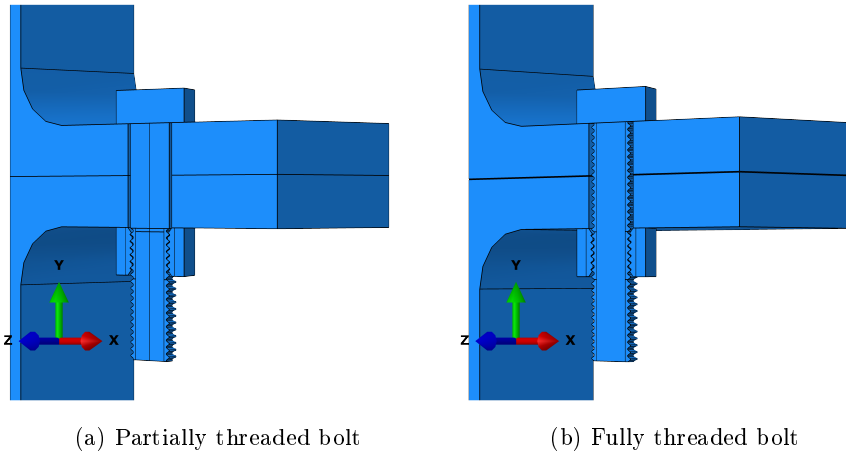 Y
Z X
Y
Z X
(a) Partially threaded bolt
(b) Fully threaded bolt